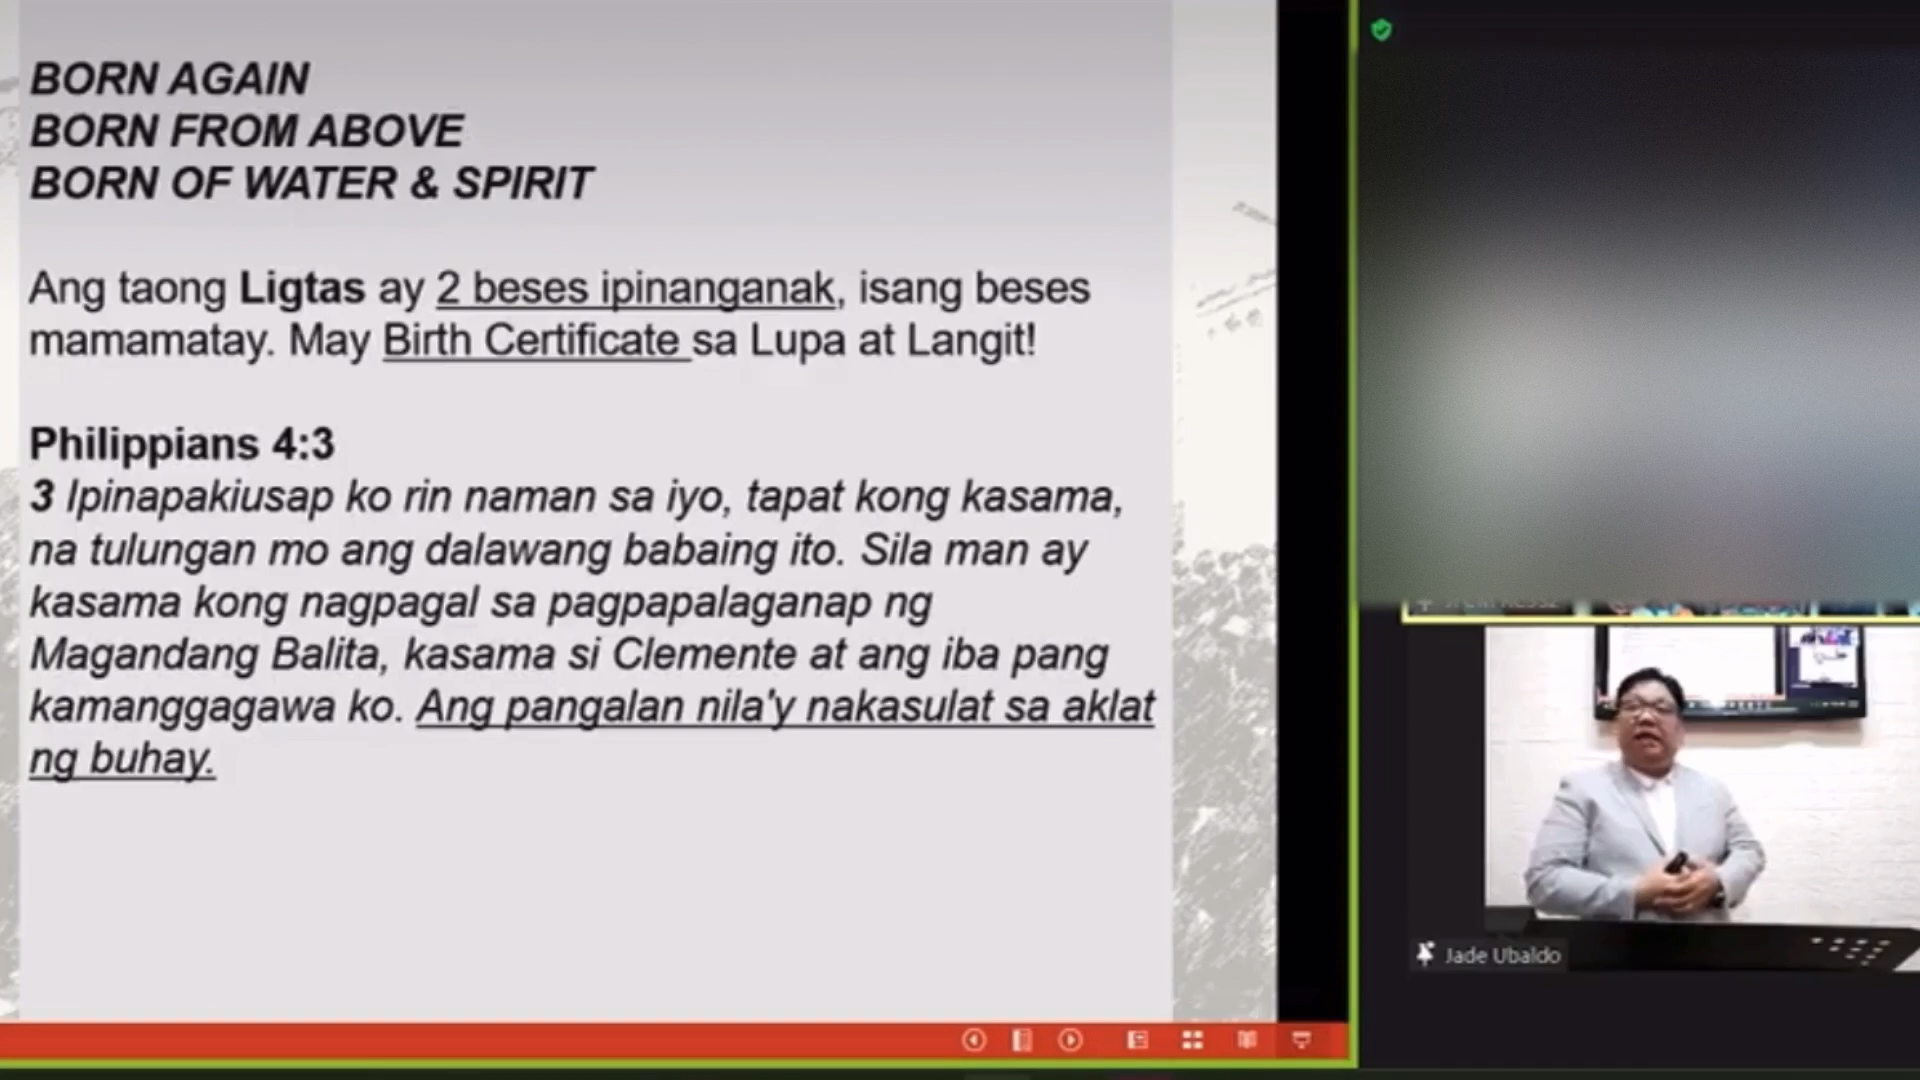 BORN AGAIN
BORN FROM ABOVE
BORN OF WATER & SPIRIT
Ang taong Ligtas ay 2 beses ipinanganak, isang beses
mamamatay. May Birth Certificate sa Lupa at Langit!
Philippians 4:3
3 Ipinapakiusap ko rin naman sa iyo, tapat kong kasama,
na tulungan mo ang dalawang babaing ito. Sila man ay
kasama kong nagpagal sa pagpapalaganap ng
Magandang Balita, kasama si Clemente at ang iba pang
kamanggagawa ko. Ang pangalan nila'y nakasulat sa aklat
ng buhay.
Jade Ubaldo